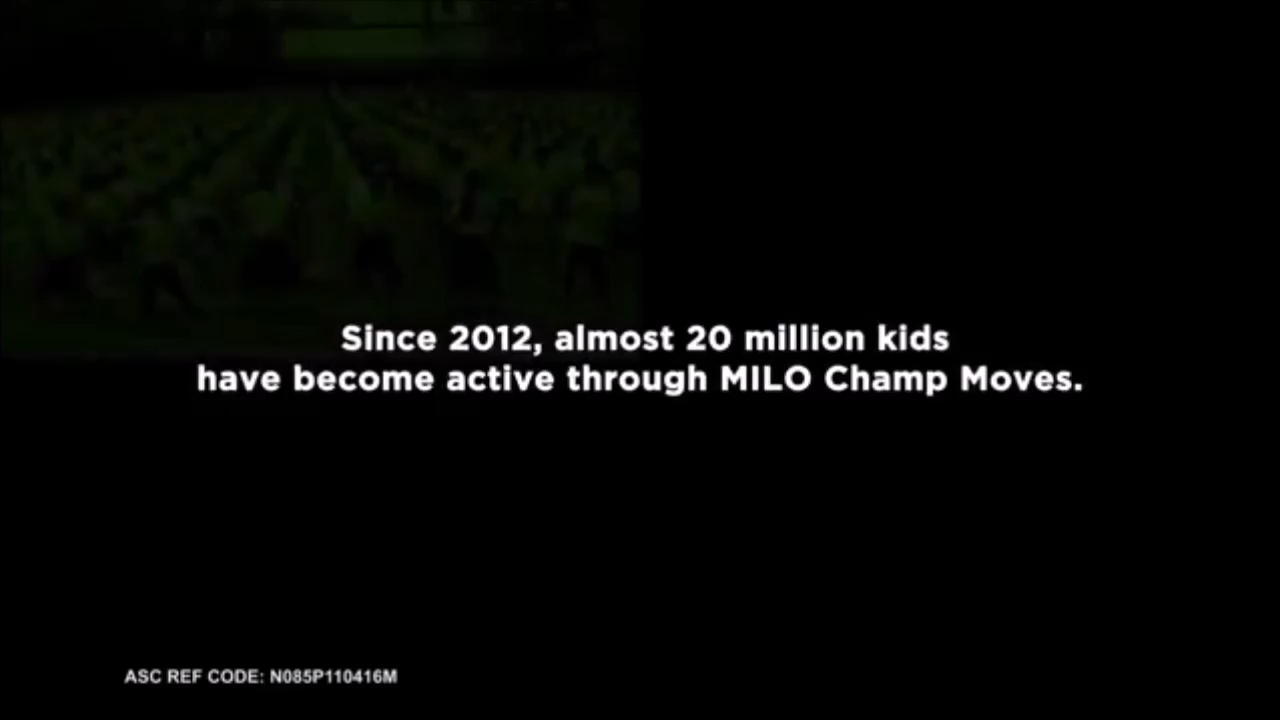 Since 2012, almost 20 million kids
have become active through MILO Champ Moves.
ASC REF CODE: N085P110416M